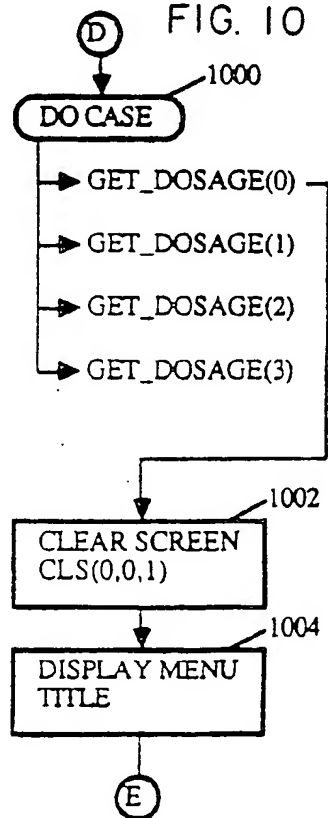 D
FIG. 10
1000
DO CASE
GET_DOSAGE(0)
GET_DOSAGE(1)
GET_DOSAGE(2)
GET_DOSAGE(3)
1002
CLEAR SCREEN
CLS(0,0,1)
1004
DISPLAY MENU
TITLE
E